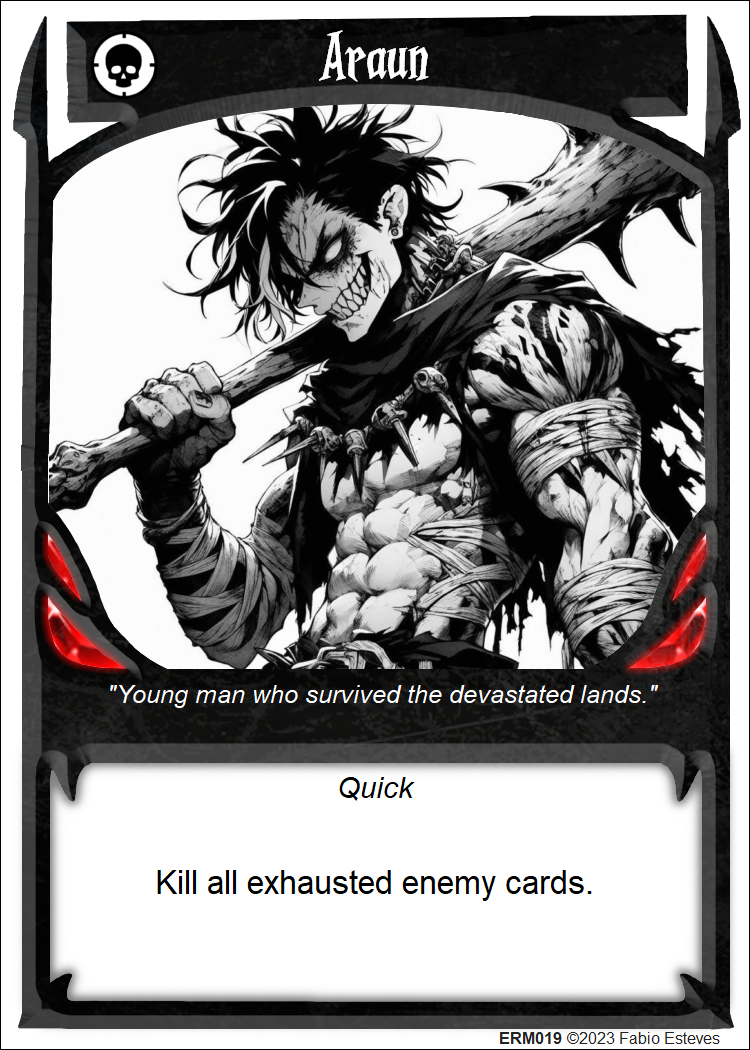 Araun
"Young man who survived the devastated lands."
Quick
Kill all exhausted enemy cards.
ERM019 ©2023 Fabio Esteves